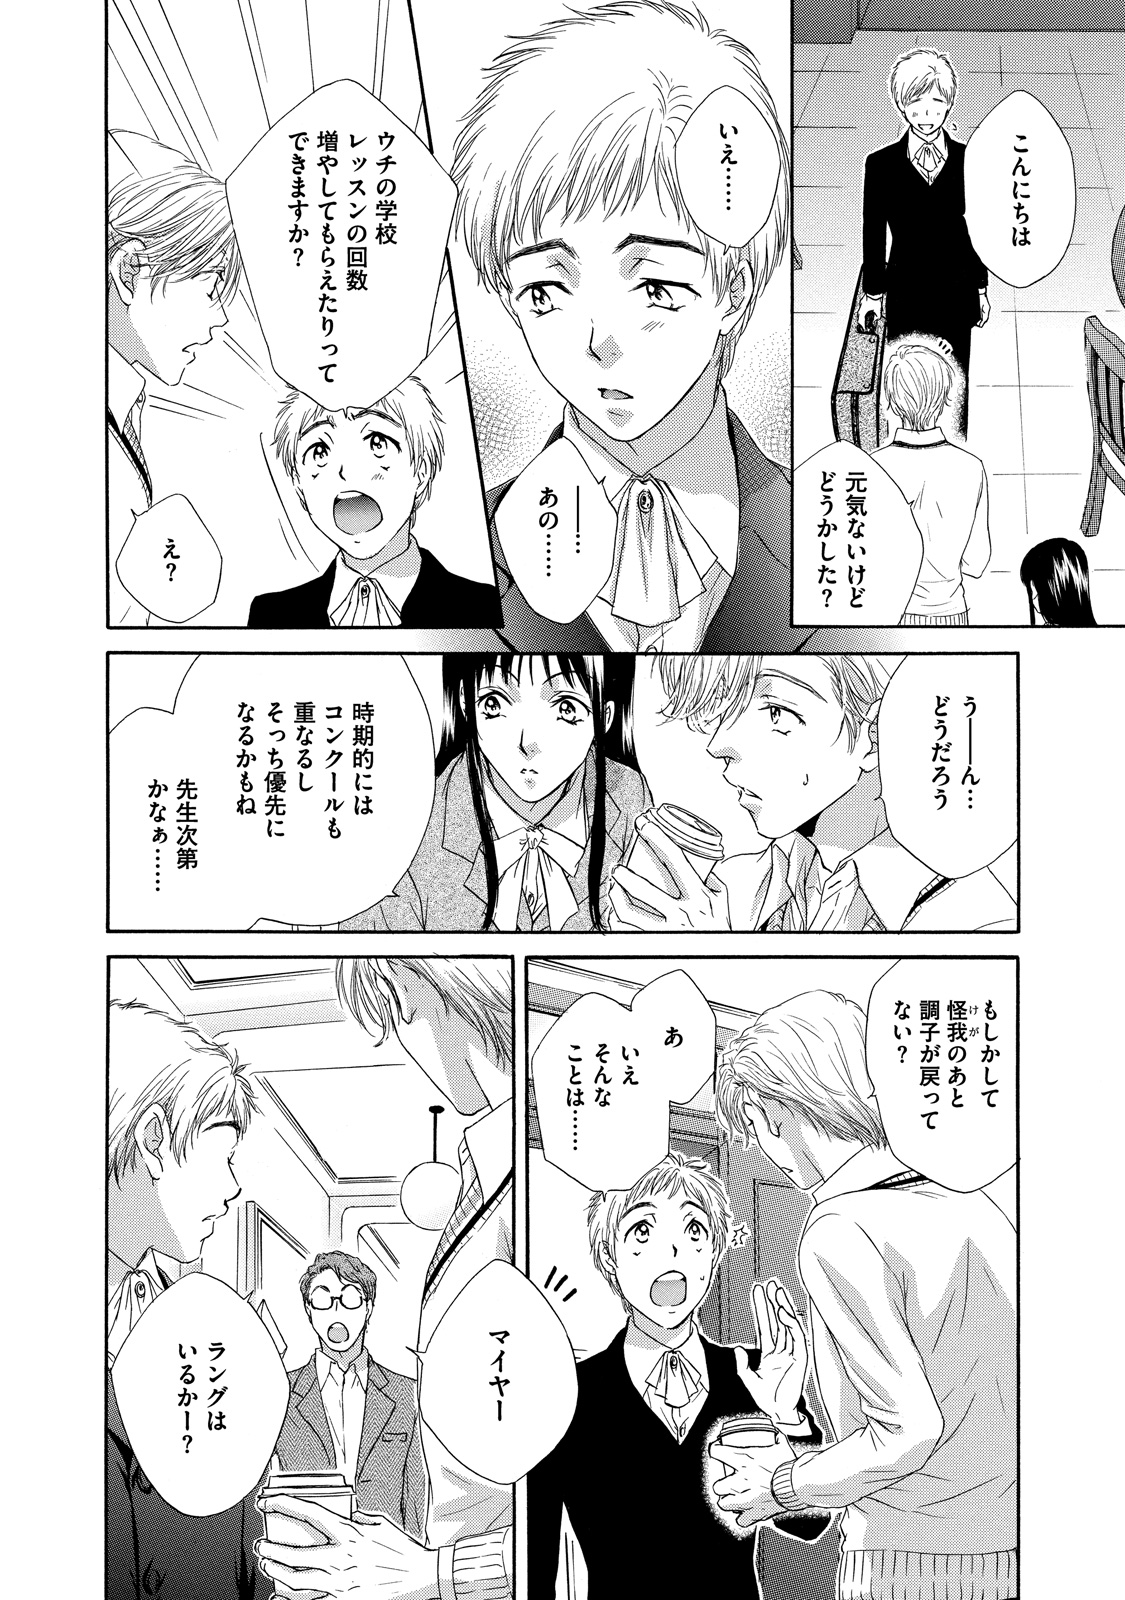 こんにちは
元気ないけど
どうかした？
いえ……
――…
あの……
ウチの学校
レッスンの回数
増やしてもらえたりって
できますか？
え？
うーーん…
どうだろう
時期的には
コンクールも
重なるし
そっち優先に
なるかもね
先生次第
かなぁ……
もしかして
怪我のあと
けが
調子が戻って
ない？
あ
いえ
そんな
ことは……
マイヤー
ラングは
いるかー？